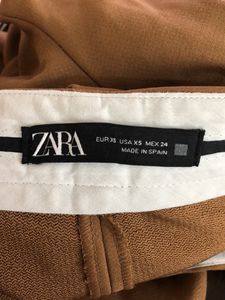 ZARA
EUR XS USA XS MEX 24
MADE IN SPAIN